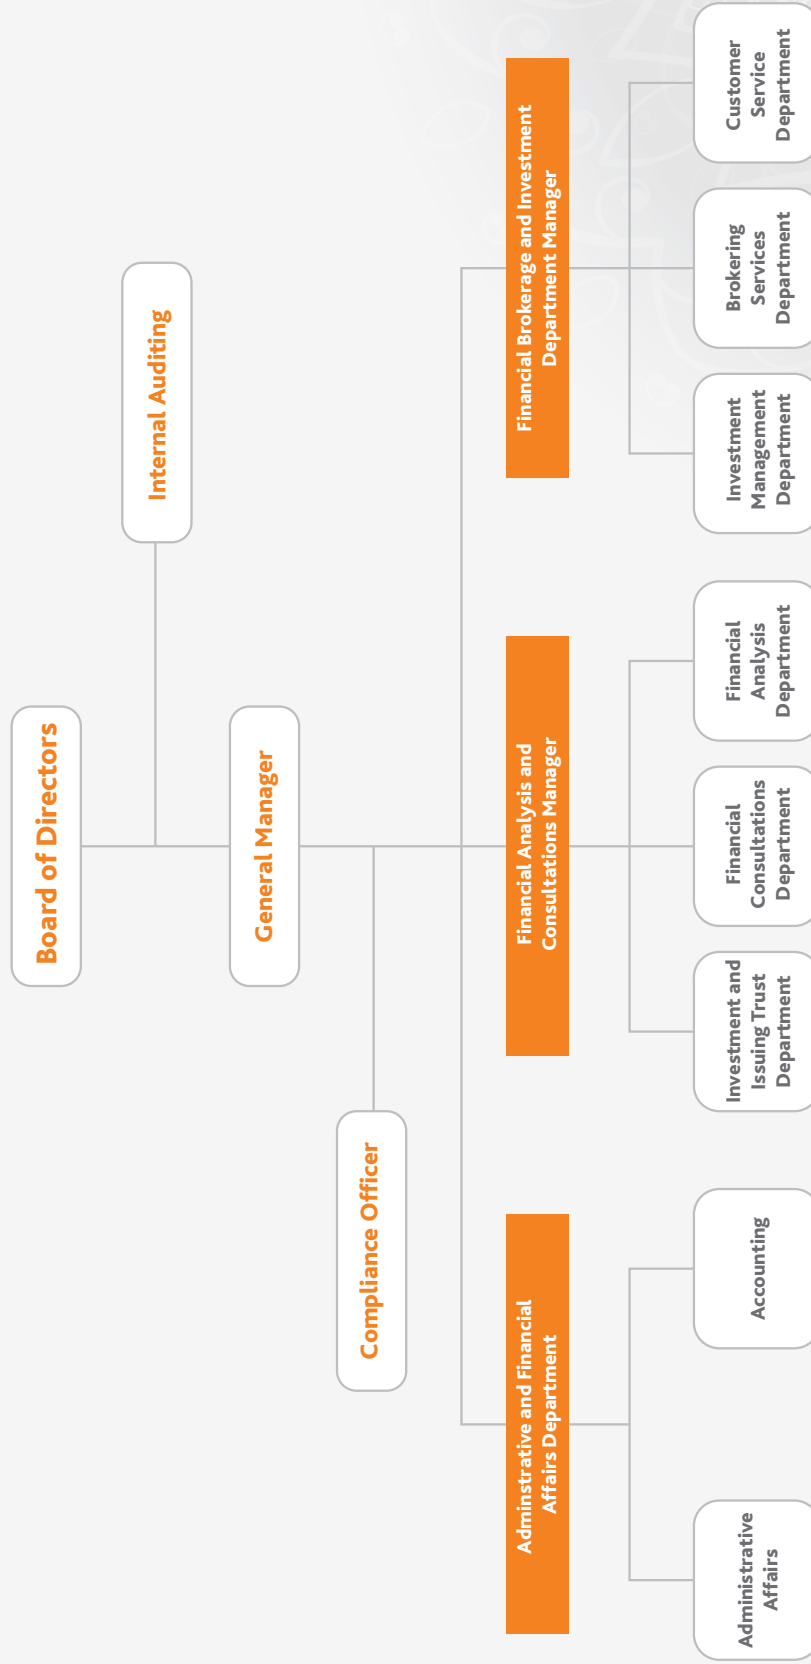 Board of Directors
Internal Auditing
General Manager
Compliance Officer
Adminstrative and Financial
Affairs Department
Financial Analysis and
Consultations Manager
Financial Brokerage and Investment
Department Manager
Administrative
Affairs
Accounting
Investment and
Issuing Trust
Department
Financial
Consultations
Department
Financial
Analysis
Department
Investment
Management
Department
Brokering
Services
Department
Customer
Service
Department